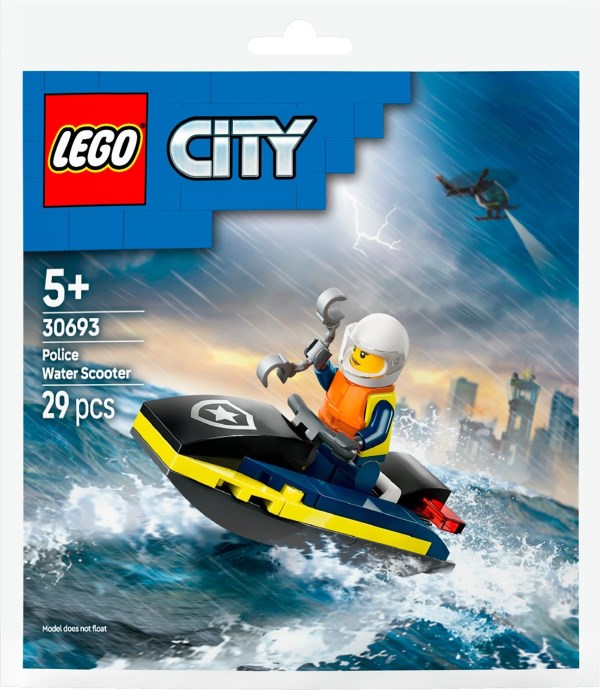 LEGO
CITY
5+
30693
Police
Water Scooter
29 pcs
Model does not float